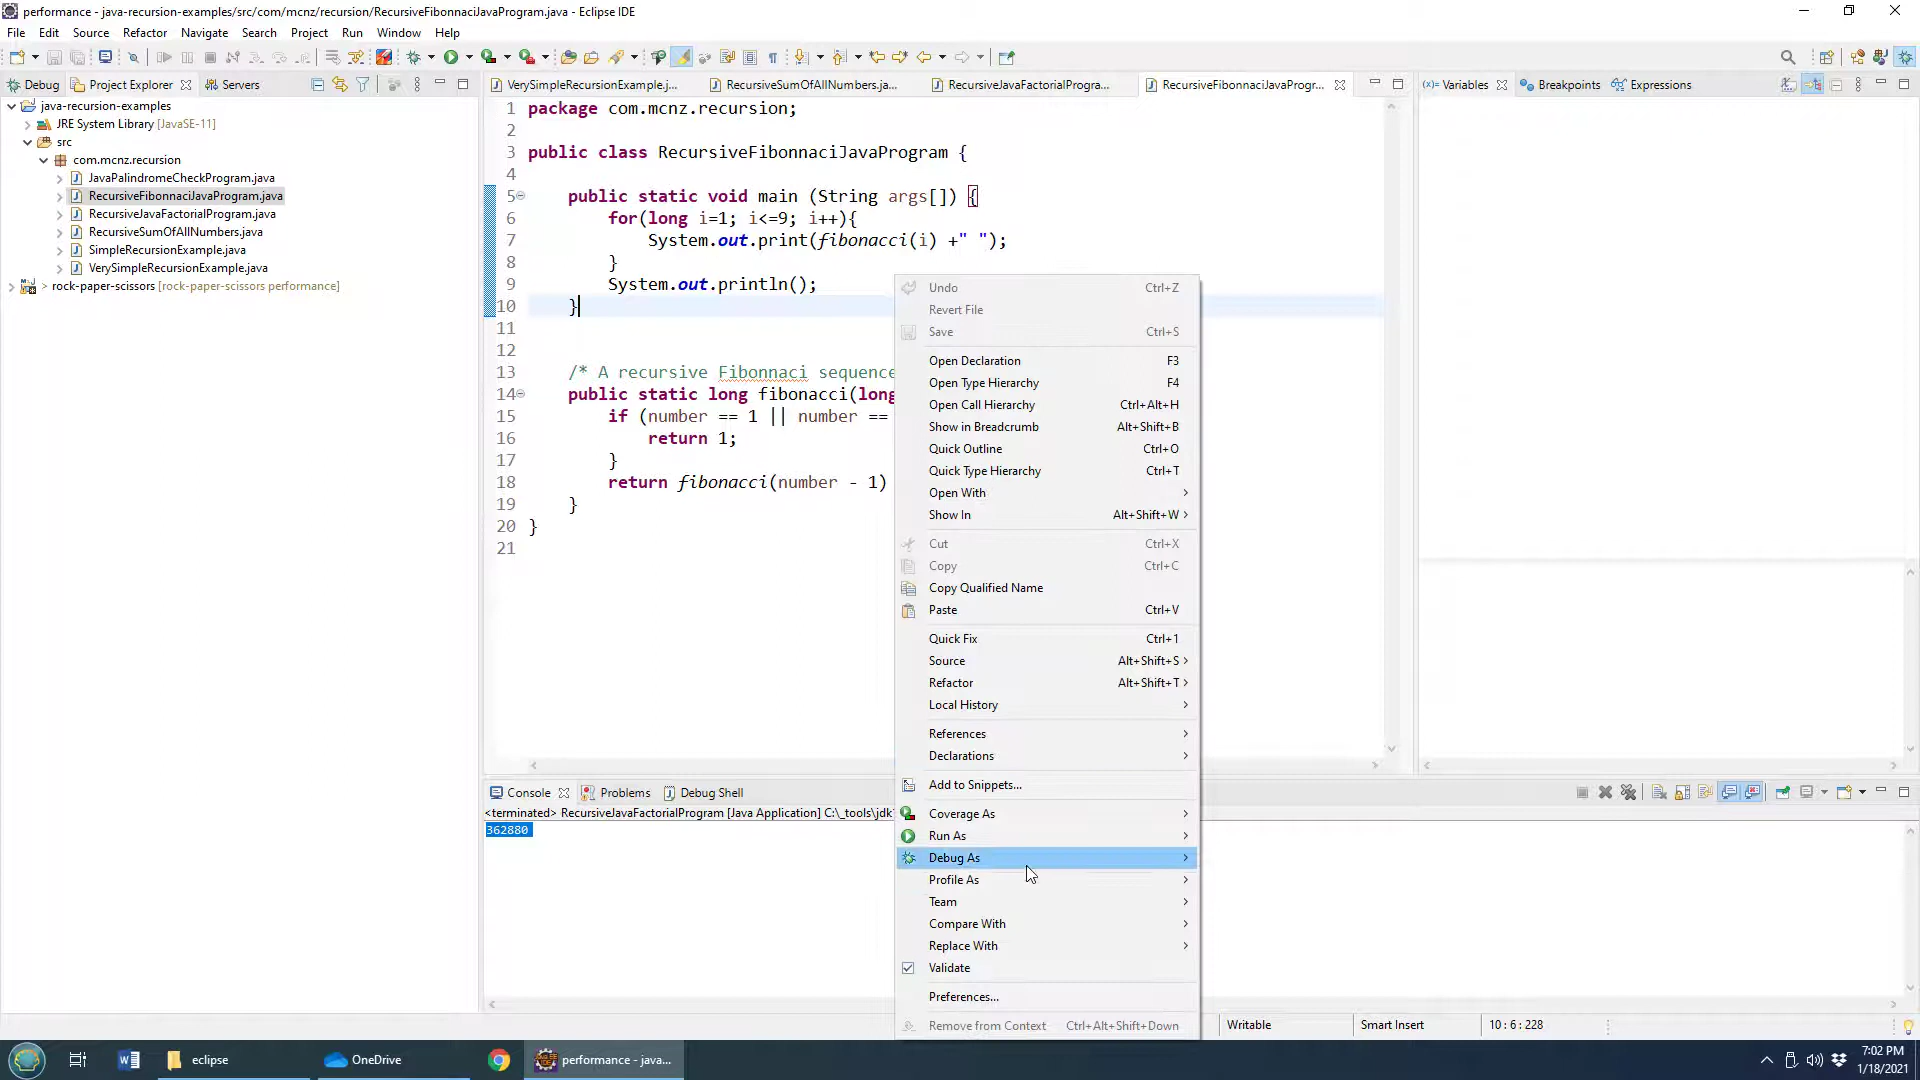 performance - java-recursion-examples/src/com/mcnz/recursion/RecursiveFibonnaciJavaProgram.java - Eclipse IDE
File Edit Source Refactor Navigate Search Project Run Window Help
Debug Project Explorer Servers
java-recursion-examples
JRE System Library [JavaSE-11]
src
com.mcnz.recursion
JavaPalindromeCheckProgram.java
RecursiveFibonnaciJavaProgram.java
RecursiveJavaFactorialProgram.java
RecursiveSumOfAllNumbers.java
SimpleRecursionExample.java
VerySimpleRecursionExample.java
> rock-paper-scissors [rock-paper-scissors performance]
VerySimpleRecursionExample.j... RecursiveSumOfAllNumbers.ja... RecursiveJavaFactorialProgra... RecursiveFibonnaciJavaProgr...
1 package com.mcnz.recursion;
2
3 public class RecursiveFibonnaciJavaProgram {
4
5 public static void main (String args[]) {
6 for(long i=1; i<=9; i++){
7 System.out.print(fibonacci(i) +" ");
8 }
9 System.out.println();
10 }
11
12
13 /* A recursive Fibonnaci sequence
14 public static long fibonacci(long
15 if (number == 1 || number ==
16 return 1;
17 }
18 return fibonacci(number - 1)
19 }
20 }
21
Undo Ctrl+Z
Revert File
Save Ctrl+S
Open Declaration F3
Open Type Hierarchy F4
Open Call Hierarchy Ctrl+Alt+H
Show in Breadcrumb Alt+Shift+B
Quick Outline Ctrl+O
Quick Type Hierarchy Ctrl+T
Open With
Show In Alt+Shift+W
Cut Ctrl+X
Copy Ctrl+C
Copy Qualified Name
Paste Ctrl+V
Quick Fix Ctrl+1
Source Alt+Shift+S
Refactor Alt+Shift+T
Local History
References
Declarations
Add to Snippets...
Coverage As
Run As
Debug As
Profile As
Team
Compare With
Replace With
Validate
Preferences...
Remove from Context Ctrl+Alt+Shift+Down
(x)= Variables Breakpoints Expressions
Console Problems Debug Shell
<terminated> RecursiveJavaFactorialProgram [Java Application] C:\_tools\jdk
362880
Writable Smart Insert 10 : 6 : 228
eclipse OneDrive performance - java...
7:02 PM
1/18/2021